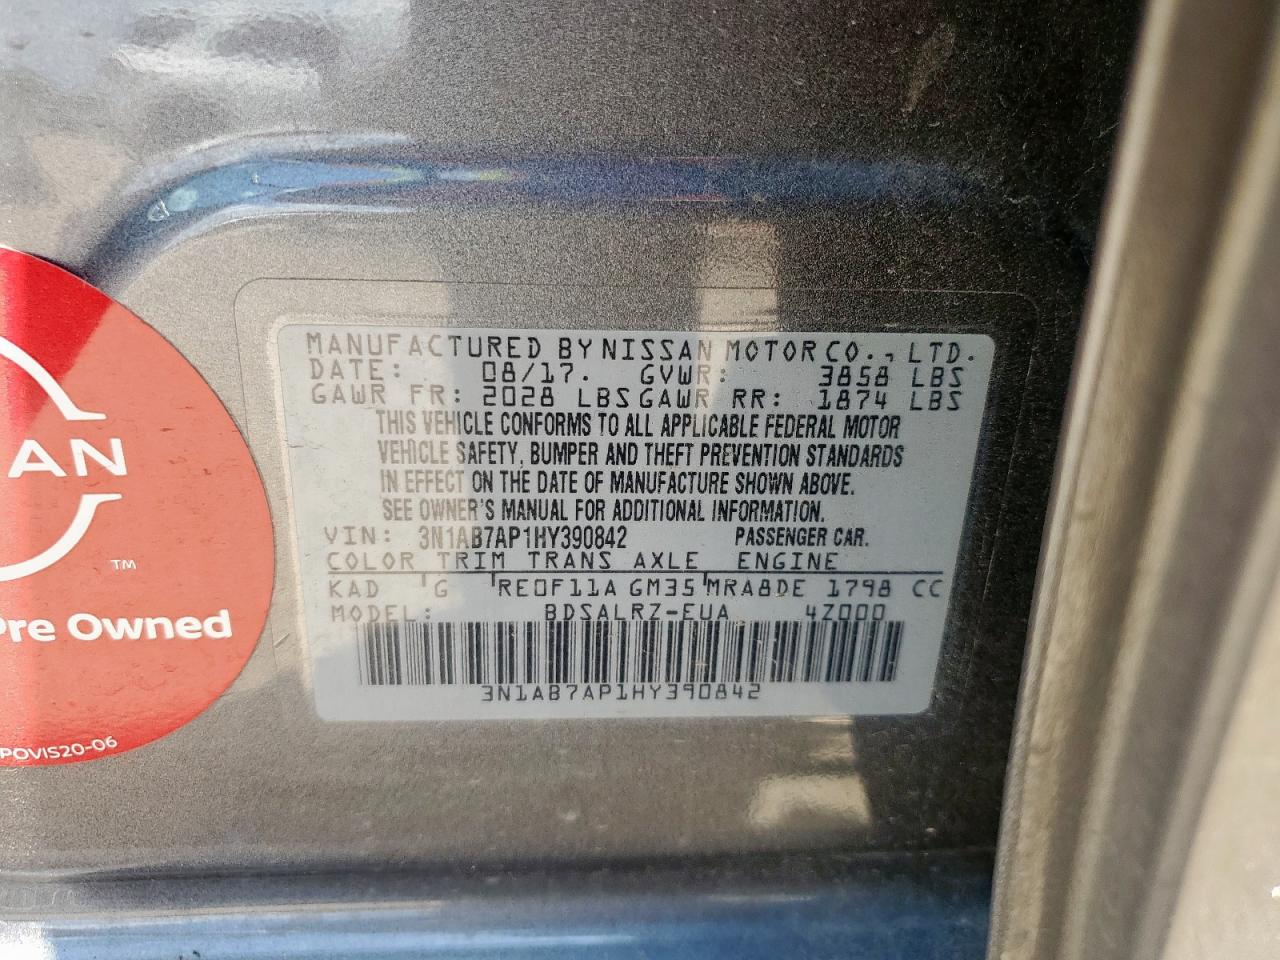 MANUFACTURED BY NISSAN MOTOR CO., LTD.
DATE: 08/17. GVWR: 3858 LBS
GAWR FR: 2028 LBS GAWR RR: 1874 LBS
THIS VEHICLE CONFORMS TO ALL APPLICABLE FEDERAL MOTOR
VEHICLE SAFETY, BUMPER AND THEFT PREVENTION STANDARDS
IN EFFECT ON THE DATE OF MANUFACTURE SHOWN ABOVE.
SEE OWNER'S MANUAL FOR ADDITIONAL INFORMATION.
VIN: 3N1AB7AP1HY390842 PASSENGER CAR.
COLOR TRIM TRANS AXLE ENGINE
KAD G RE0F11A GM35 MRA8DE 1798 CC
MODEL: BDSALRZ-EUA 4Z000
3N1AB7AP1HY390842
AN
TM
Pre Owned
POVIS20-06